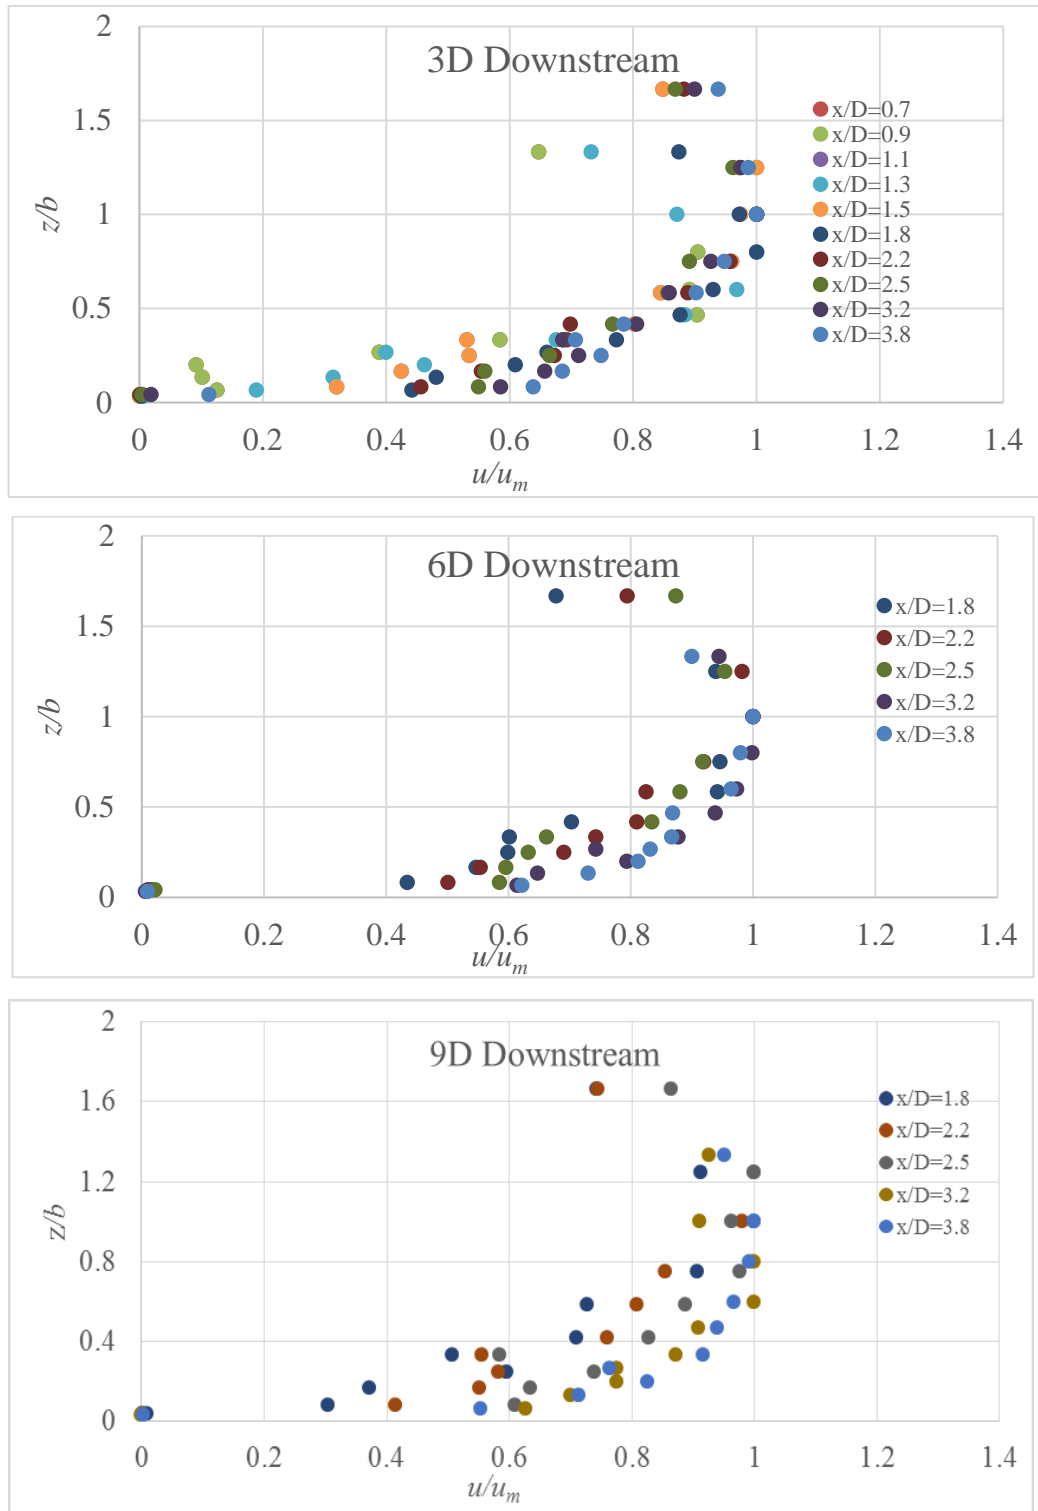 3D Downstream
2
1.5
1
0.5
0
z/b
0 0.2 0.4 0.6 0.8 1 1.2 1.4
u/um
x/D=0.7
x/D=0.9
x/D=1.1
x/D=1.3
x/D=1.5
x/D=1.8
x/D=2.2
x/D=2.5
x/D=3.2
x/D=3.8
6D Downstream
2
1.5
1
0.5
0
z/b
0 0.2 0.4 0.6 0.8 1 1.2 1.4
u/um
x/D=1.8
x/D=2.2
x/D=2.5
x/D=3.2
x/D=3.8
9D Downstream
2
1.6
1.2
0.8
0.4
0
z/b
0 0.2 0.4 0.6 0.8 1 1.2 1.4
u/um
x/D=1.8
x/D=2.2
x/D=2.5
x/D=3.2
x/D=3.8